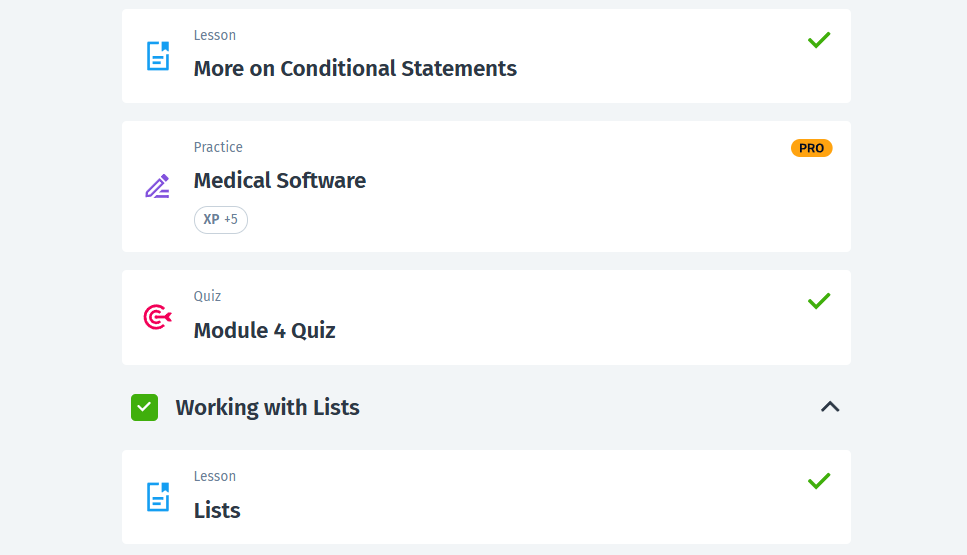 Lesson
More on Conditional Statements
Practice
PRO
Medical Software
XP +5
Quiz
Module 4 Quiz
Working with Lists
Lesson
Lists